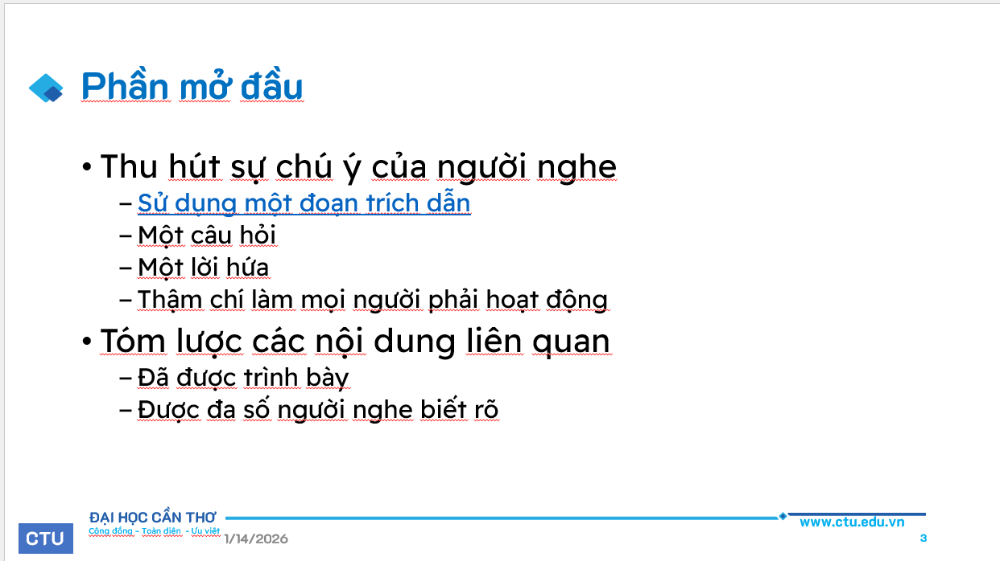 Phần mở đầu
• Thu hút sự chú ý của người nghe
– Sử dụng một đoạn trích dẫn
– Một câu hỏi
– Một lời hứa
– Thậm chí làm mọi người phải hoạt động
• Tóm lược các nội dung liên quan
– Đã được trình bày
– Được đa số người nghe biết rõ
CTU
ĐẠI HỌC CẦN THƠ
Cộng đồng – Toàn diện - Ưu việt
1/14/2026
www.ctu.edu.vn
3